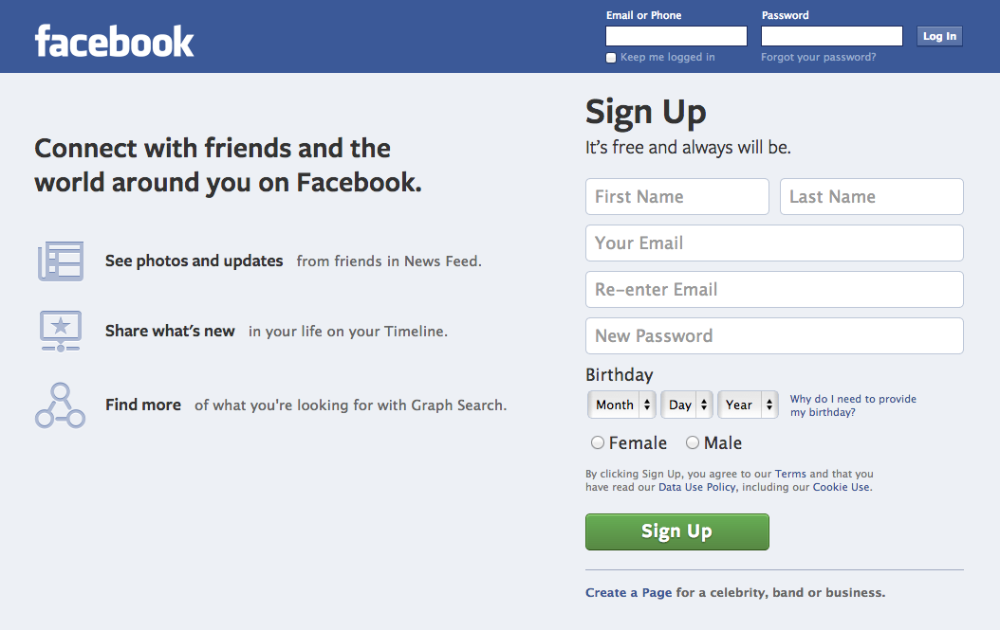 facebook
Email or Phone
Password
Log In
Keep me logged in
Forgot your password?
Connect with friends and the
world around you on Facebook.
See photos and updates from friends in News Feed.
Share what's new in your life on your Timeline.
Find more of what you're looking for with Graph Search.
Sign Up
It's free and always will be.
First Name
Last Name
Your Email
Re-enter Email
New Password
Birthday
Month
Day
Year
Why do I need to provide
my birthday?
Female
Male
By clicking Sign Up, you agree to our Terms and that you
have read our Data Use Policy, including our Cookie Use.
Sign Up
Create a Page for a celebrity, band or business.